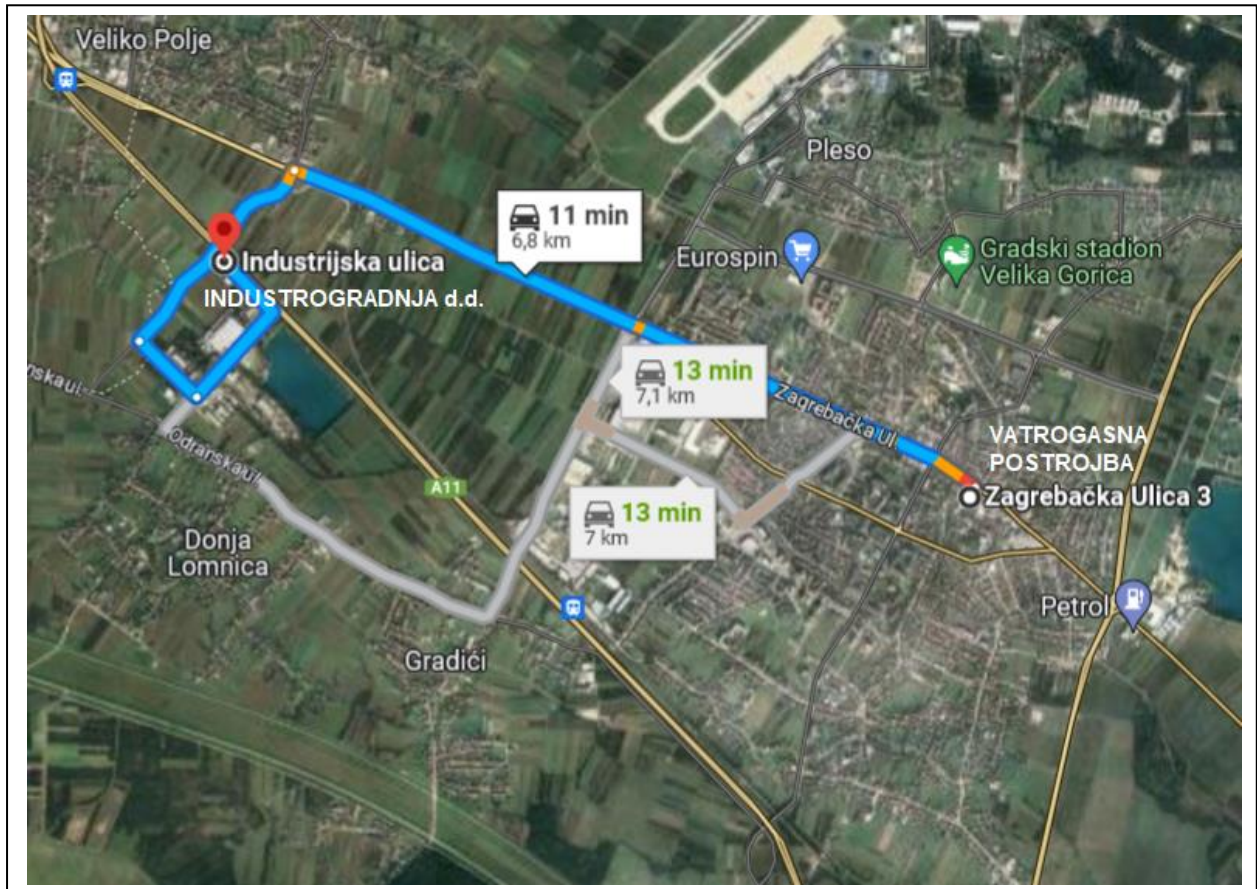 Veliko Polje
Pleso
11 min
6,8 km
Eurospin
Gradski stadion
Velika Gorica
Industrijska ulica
INDUSTROGRADNJA d.d.
nskaul.
13 min
7,1 km
Zagrebačka Ul
VATROGASNA
POSTROJBA
Zagrebačka Ulica 3
Odranska ul
A11
13 min
7 km
Donja
Lomnica
Petrol
Gradići